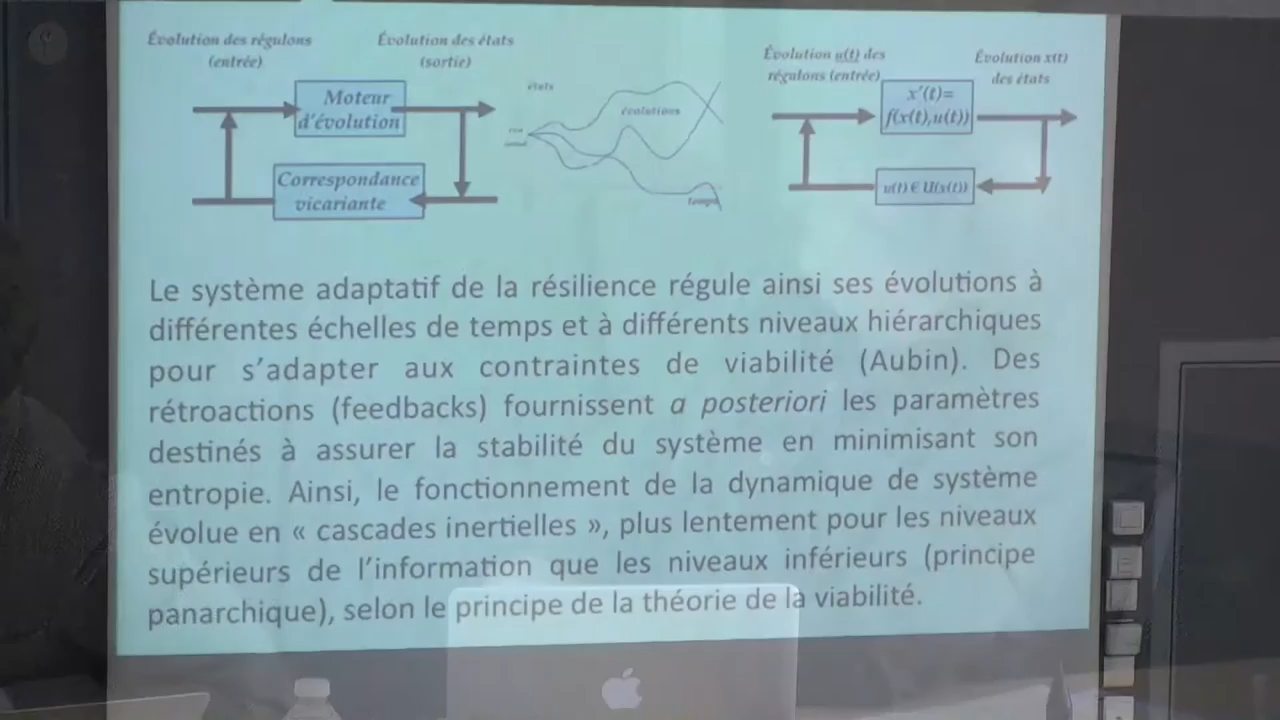 Évolution des régulons
(entrée)
Évolution des états
(sortie)
Moteur
d'évolution
Correspondance
vicariante
états
évolutions
temps
Évolution u(t) des
régulons (entrée)
Évolution x(t)
des états
x'(t)=
f(x(t),u(t))
u(t) ∈ U(x(t))
Le système adaptatif de la résilience régule ainsi ses évolutions à
différentes échelles de temps et à différents niveaux hiérarchiques
pour s'adapter aux contraintes de viabilité (Aubin). Des
rétroactions (feedbacks) fournissent a posteriori les paramètres
destinés à assurer la stabilité du système en minimisant son
entropie. Ainsi, le fonctionnement de la dynamique de système
évolue en « cascades inertielles », plus lentement pour les niveaux
supérieurs de l'information que les niveaux inférieurs (principe
panarchique), selon le principe de la théorie de la viabilité.